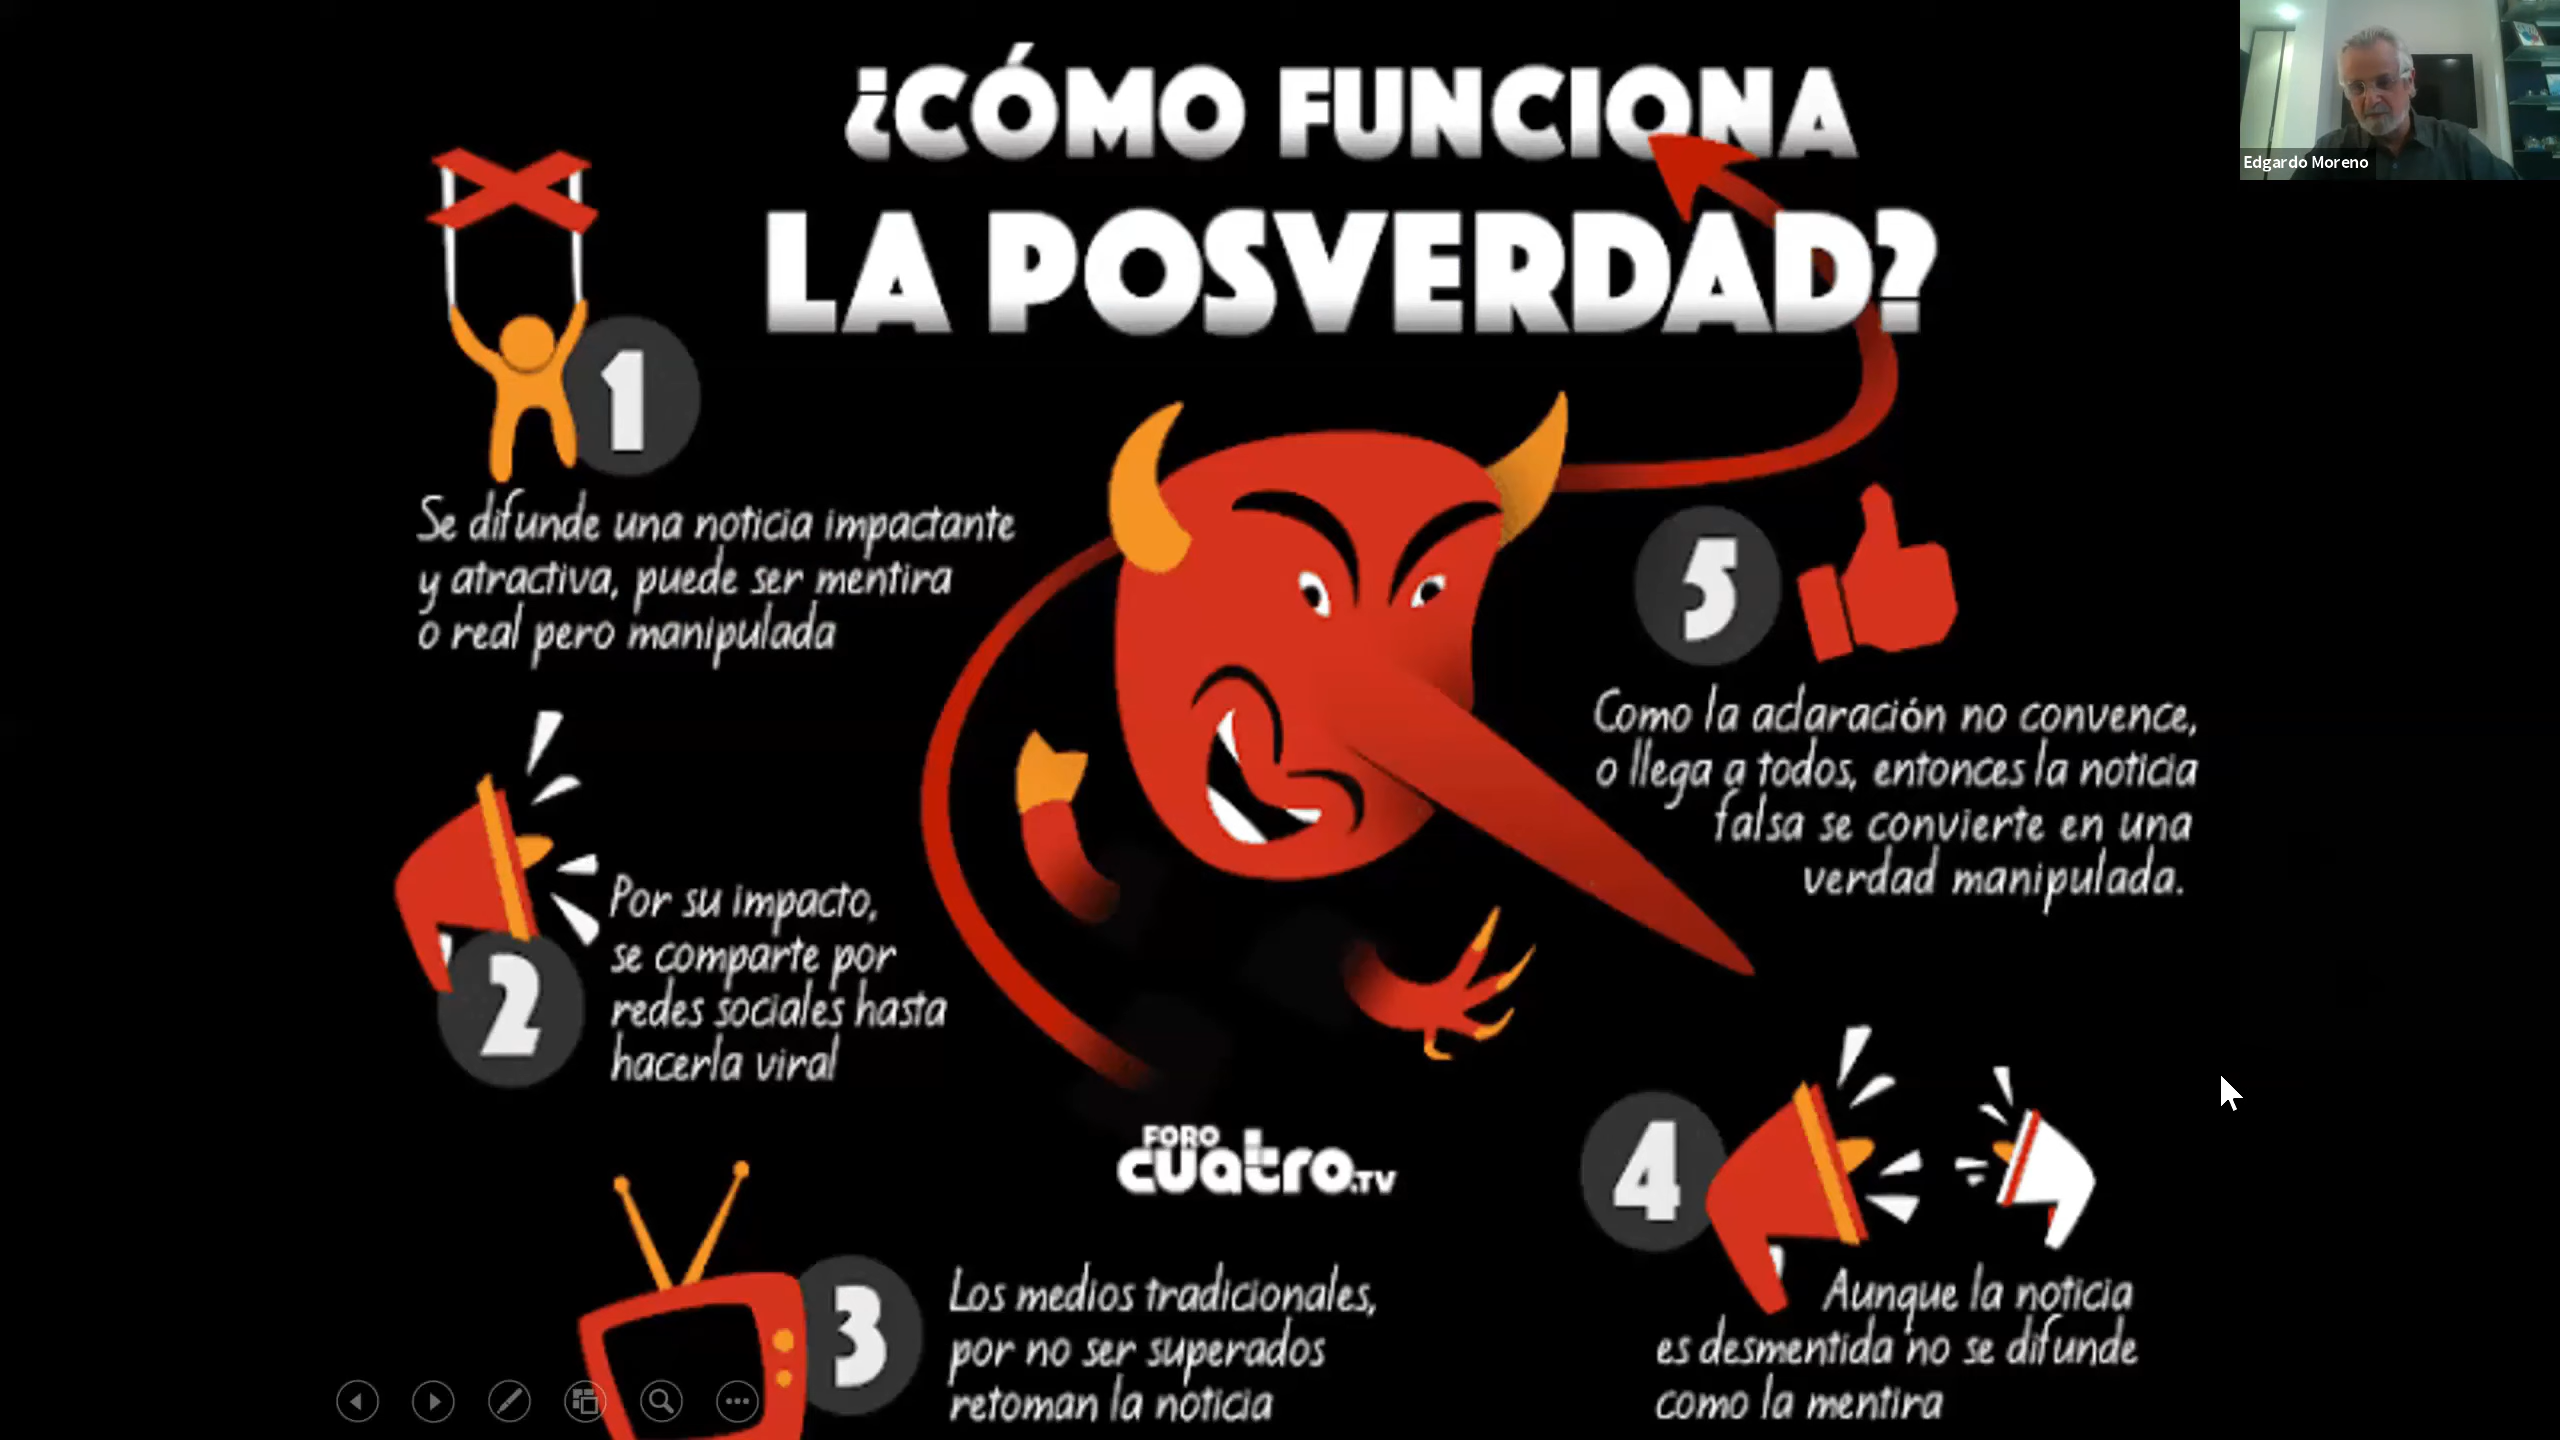 ¿CÓMO FUNCIONA
LA POSVERDAD?
Edgardo Moreno
1
Se difunde una noticia impactante
y atractiva, puede ser mentira
o real pero manipulada
2
Por su impacto,
se comparte por
redes sociales hasta
hacerla viral
3
Los medios tradicionales,
por no ser superados
retoman la noticia
4
Aunque la noticia
es desmentida no se difunde
como la mentira
5
Como la aclaración no convence,
o llega a todos, entonces la noticia
falsa se convierte en una
verdad manipulada.
FORO
cuatro.TV